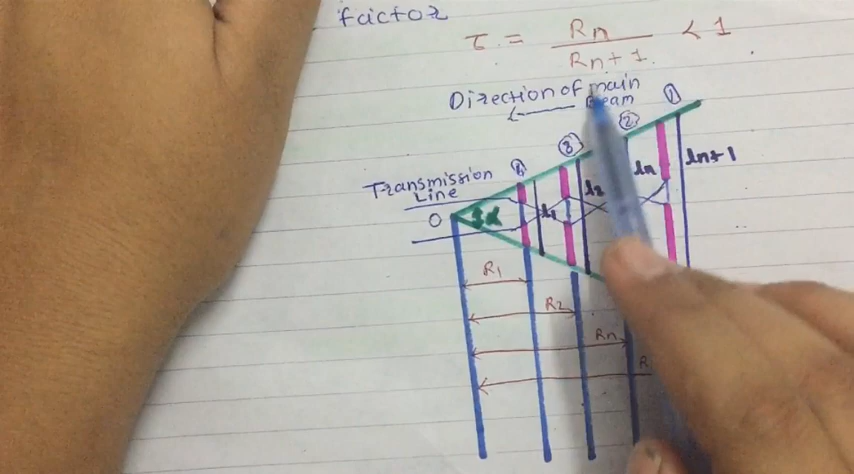 factor
τ = Rn / Rn+1 < 1
Direction of main
Beam
①
②
③
Transmission
Line
O
α
l1
l2
ln
ln+1
R1
R2
Rn
R